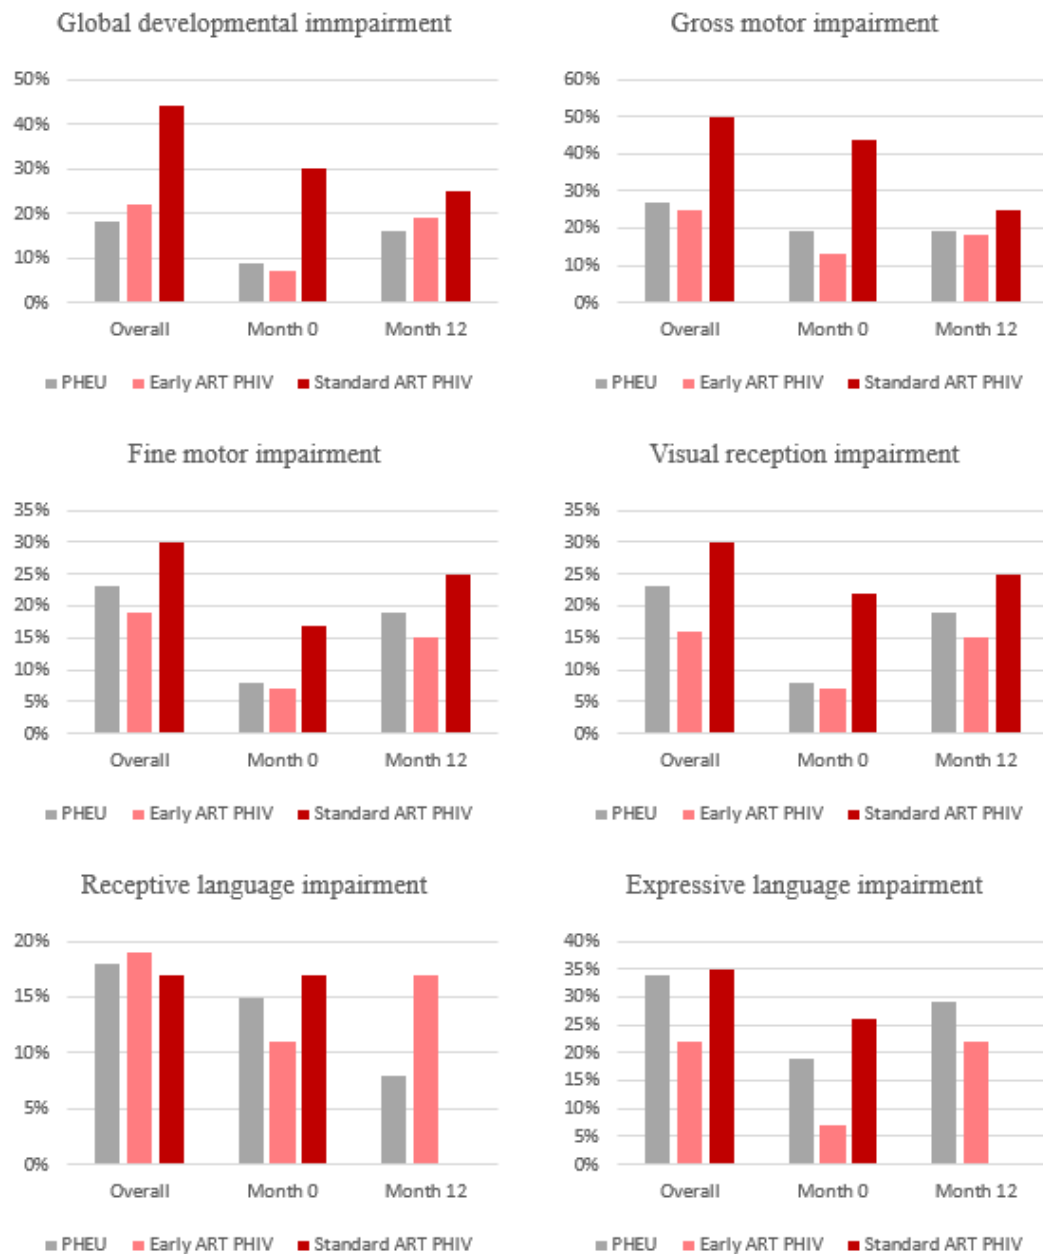 Global developmental immpairment
50%
40%
30%
20%
10%
0%
Overall Month 0 Month 12
PHEU Early ART PHIV Standard ART PHIV
Gross motor impairment
60%
50%
40%
30%
20%
10%
0%
Overall Month 0 Month 12
PHEU Early ART PHIV Standard ART PHIV
Fine motor impairment
35%
30%
25%
20%
15%
10%
5%
0%
Overall Month 0 Month 12
PHEU Early ART PHIV Standard ART PHIV
Visual reception impairment
35%
30%
25%
20%
15%
10%
5%
0%
Overall Month 0 Month 12
PHEU Early ART PHIV Standard ART PHIV
Receptive language impairment
20%
15%
10%
5%
0%
Overall Month 0 Month 12
PHEU Early ART PHIV Standard ART PHIV
Expressive language impairment
40%
35%
30%
25%
20%
15%
10%
5%
0%
Overall Month 0 Month 12
PHEU Early ART PHIV Standard ART PHIV